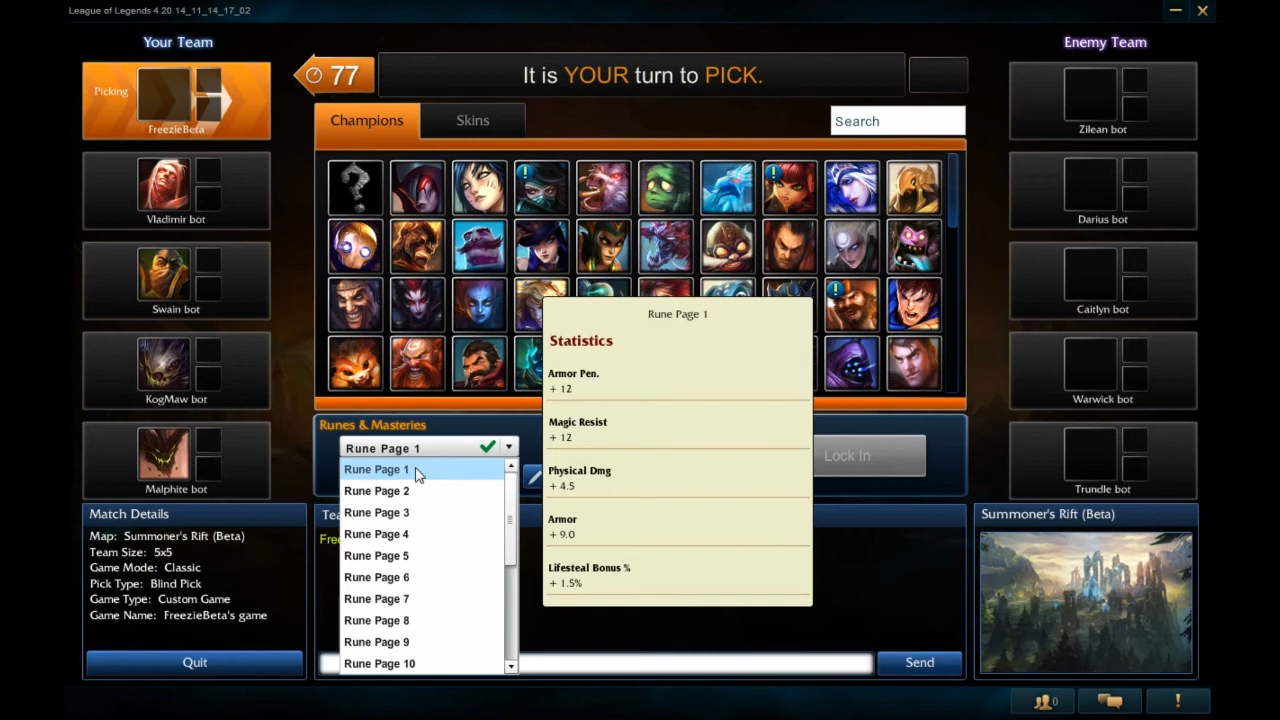 League of Legends 4.20.14_11_14_17_02
Your Team
Enemy Team
77
It is YOUR turn to PICK.
Picking
FreezieBeta
Vladimir bot
Swain bot
KogMaw bot
Malphite bot
Champions
Skins
Search
Zilean bot
Darius bot
Caitlyn bot
Warwick bot
Trundle bot
Runes & Masteries
Rune Page 1
Rune Page 1
Rune Page 2
Rune Page 3
Rune Page 4
Rune Page 5
Rune Page 6
Rune Page 7
Rune Page 8
Rune Page 9
Rune Page 10
Rune Page 1
Statistics
Armor Pen.
+ 12
Magic Resist
+ 12
Physical Dmg
+ 4.5
Armor
+ 9.0
Lifesteal Bonus %
+ 1.5%
Lock In
Match Details
Map: Summoner's Rift (Beta)
Team Size: 5x5
Game Mode: Classic
Pick Type: Blind Pick
Game Type: Custom Game
Game Name: FreezieBeta's game
Quit
Send
Summoner's Rift (Beta)
0